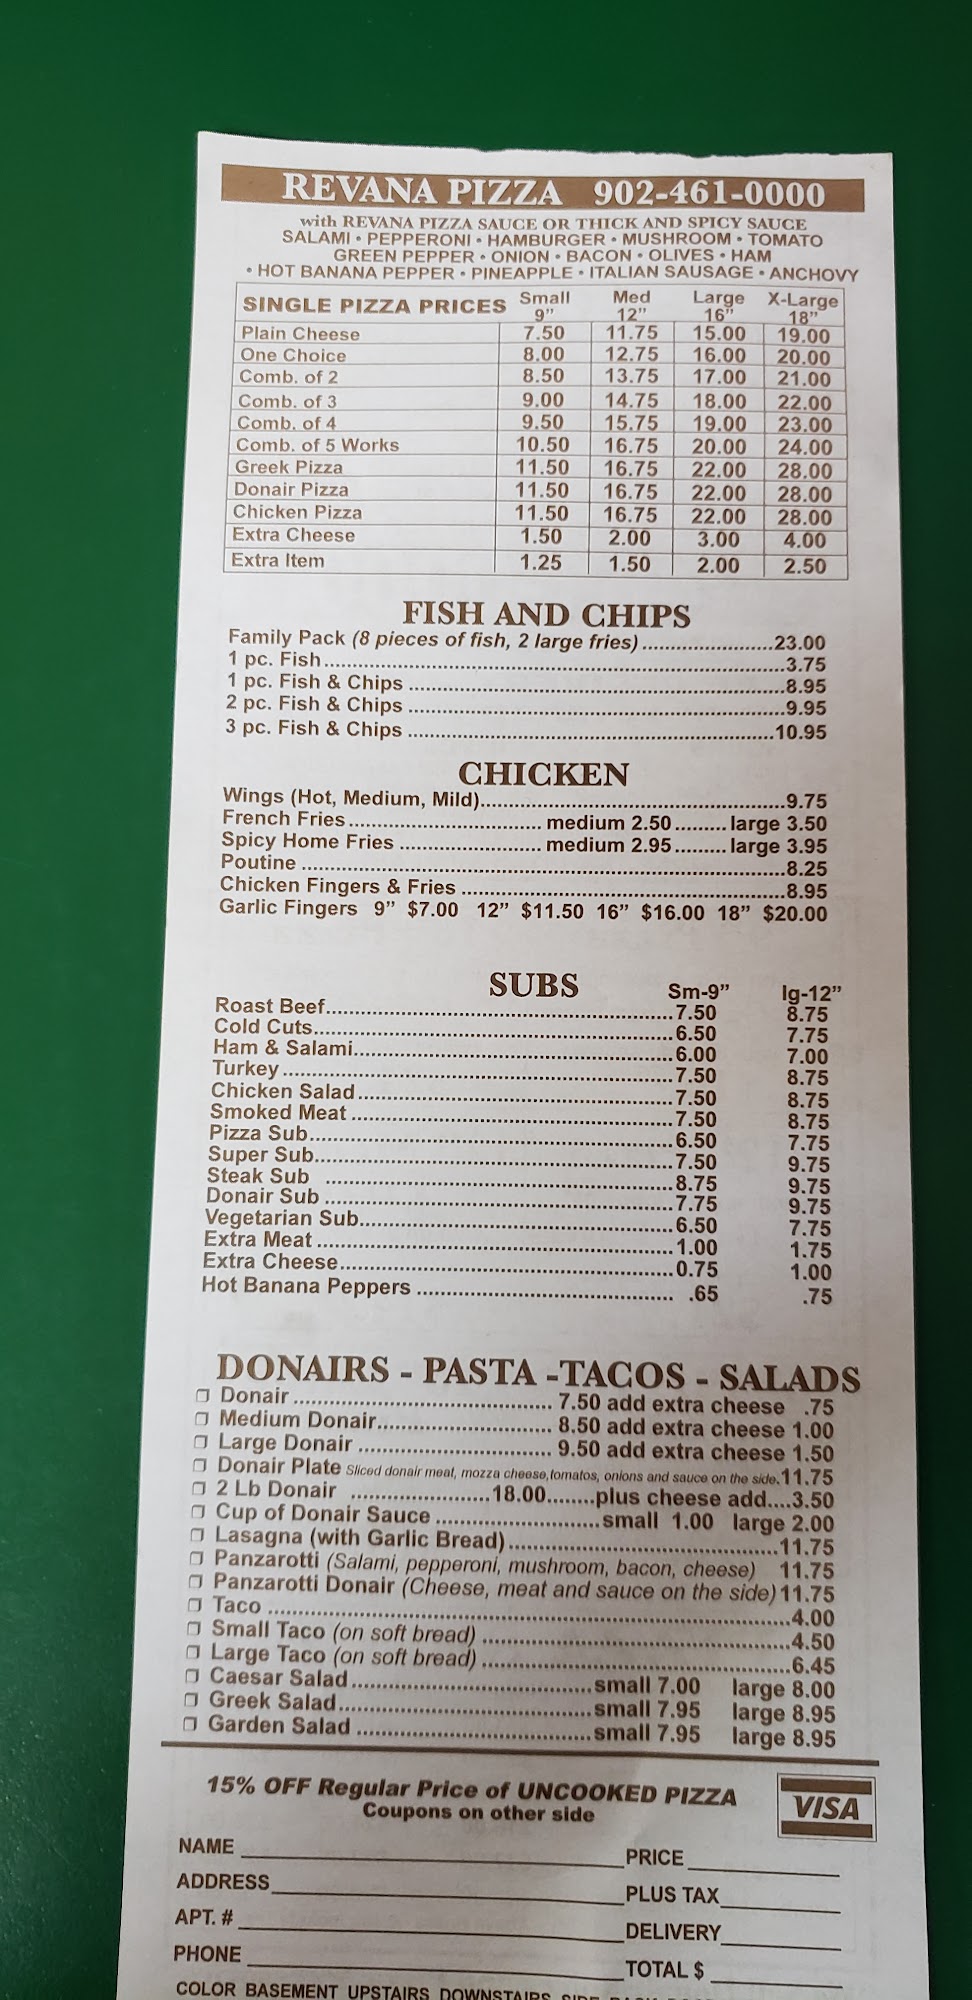 REVANA PIZZA 902-461-0000
with REVANA PIZZA SAUCE OR THICK AND SPICY SAUCE
SALAMI • PEPPERONI • HAMBURGER • MUSHROOM • TOMATO
GREEN PEPPER • ONION • BACON • OLIVES • HAM
• HOT BANANA PEPPER • PINEAPPLE • ITALIAN SAUSAGE • ANCHOVY
SINGLE PIZZA PRICES Small 9" Med 12" Large 16" X-Large 18"
Plain Cheese 7.50 11.75 15.00 19.00
One Choice 8.00 12.75 16.00 20.00
Comb. of 2 8.50 13.75 17.00 21.00
Comb. of 3 9.00 14.75 18.00 22.00
Comb. of 4 9.50 15.75 19.00 23.00
Comb. of 5 Works 10.50 16.75 20.00 24.00
Greek Pizza 11.50 16.75 22.00 28.00
Donair Pizza 11.50 16.75 22.00 28.00
Chicken Pizza 11.50 16.75 22.00 28.00
Extra Cheese 1.50 2.00 3.00 4.00
Extra Item 1.25 1.50 2.00 2.50
FISH AND CHIPS
Family Pack (8 pieces of fish, 2 large fries) 23.00
1 pc. Fish 3.75
1 pc. Fish & Chips 8.95
2 pc. Fish & Chips 9.95
3 pc. Fish & Chips 10.95
CHICKEN
Wings (Hot, Medium, Mild) 9.75
French Fries medium 2.50 large 3.50
Spicy Home Fries medium 2.95 large 3.95
Poutine 8.25
Chicken Fingers & Fries 8.95
Garlic Fingers 9" $7.00 12" $11.50 16" $16.00 18" $20.00
SUBS Sm-9" lg-12"
Roast Beef 7.50 8.75
Cold Cuts 6.50 7.75
Ham & Salami 6.00 7.00
Turkey 7.50 8.75
Chicken Salad 7.50 8.75
Smoked Meat 7.50 8.75
Pizza Sub 6.50 7.75
Super Sub 7.50 9.75
Steak Sub 8.75 9.75
Donair Sub 7.75 9.75
Vegetarian Sub 6.50 7.75
Extra Meat 1.00 1.75
Extra Cheese 0.75 1.00
Hot Banana Peppers .65 .75
DONAIRS - PASTA -TACOS - SALADS
Donair 7.50 add extra cheese .75
Medium Donair 8.50 add extra cheese 1.00
Large Donair 9.50 add extra cheese 1.50
Donair Plate Sliced donair meat, mozza cheese, tomatos, onions and sauce on the side. 11.75
2 Lb Donair 18.00 plus cheese add 3.50
Cup of Donair Sauce small 1.00 large 2.00
Lasagna (with Garlic Bread) 11.75
Panzarotti (Salami, pepperoni, mushroom, bacon, cheese) 11.75
Panzarotti Donair (Cheese, meat and sauce on the side) 11.75
Taco 4.00
Small Taco (on soft bread) 4.50
Large Taco (on soft bread) 6.45
Caesar Salad small 7.00 large 8.00
Greek Salad small 7.95 large 8.95
Garden Salad small 7.95 large 8.95
15% OFF Regular Price of UNCOOKED PIZZA
Coupons on other side
VISA
NAME PRICE
ADDRESS PLUS TAX
APT. # DELIVERY
PHONE TOTAL $
COLOR BASEMENT UPSTAIRS DOWNSTAIRS